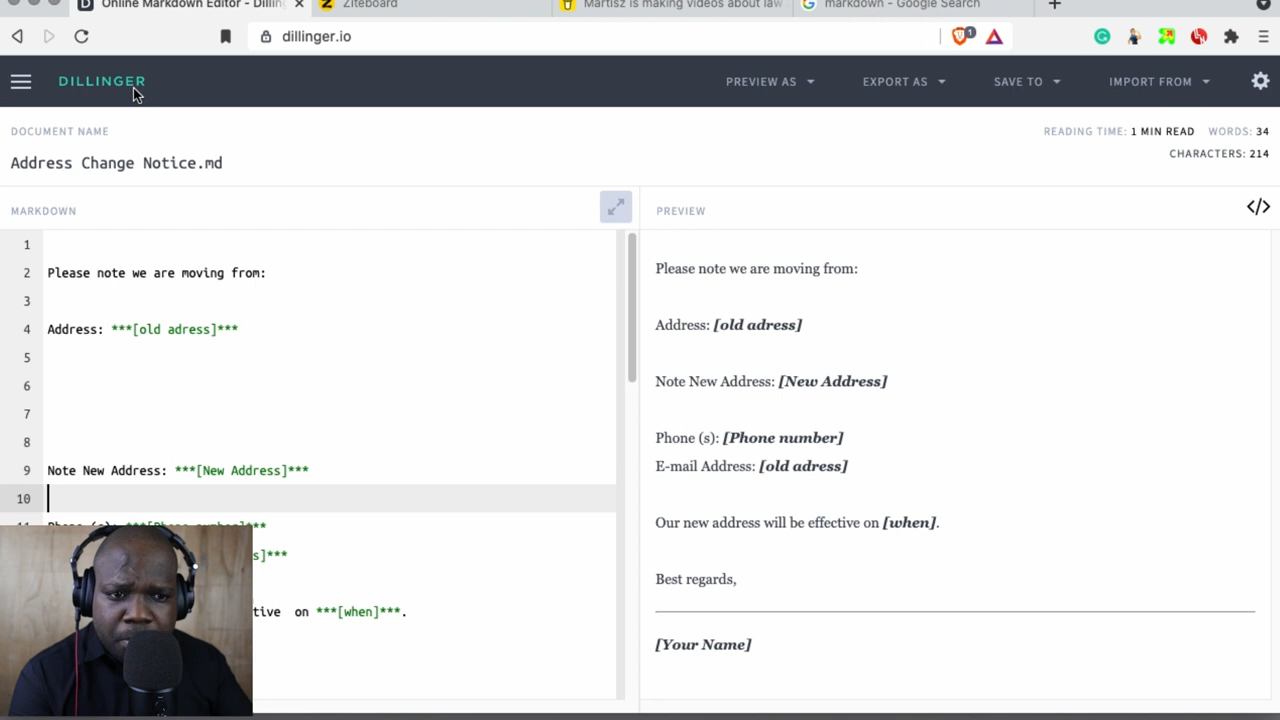 Online Markdown Editor - Dilling
Ziteboard
Martisz is making videos about law
markdown - Google Search
dillinger.io
1
DILLINGER
PREVIEW AS
EXPORT AS
SAVE TO
IMPORT FROM
DOCUMENT NAME
READING TIME: 1 MIN READ WORDS: 34
CHARACTERS: 214
Address Change Notice.md
MARKDOWN
1
2 Please note we are moving from:
3
4 Address: ***[old adress]***
5
6
7
8
9 Note New Address: ***[New Address]***
10
11 Phone (s): ***[Phone number]***
s]***
tive on ***[when]***.
PREVIEW
</>
Please note we are moving from:
Address: [old adress]
Note New Address: [New Address]
Phone (s): [Phone number]
E-mail Address: [old adress]
Our new address will be effective on [when].
Best regards,
[Your Name]